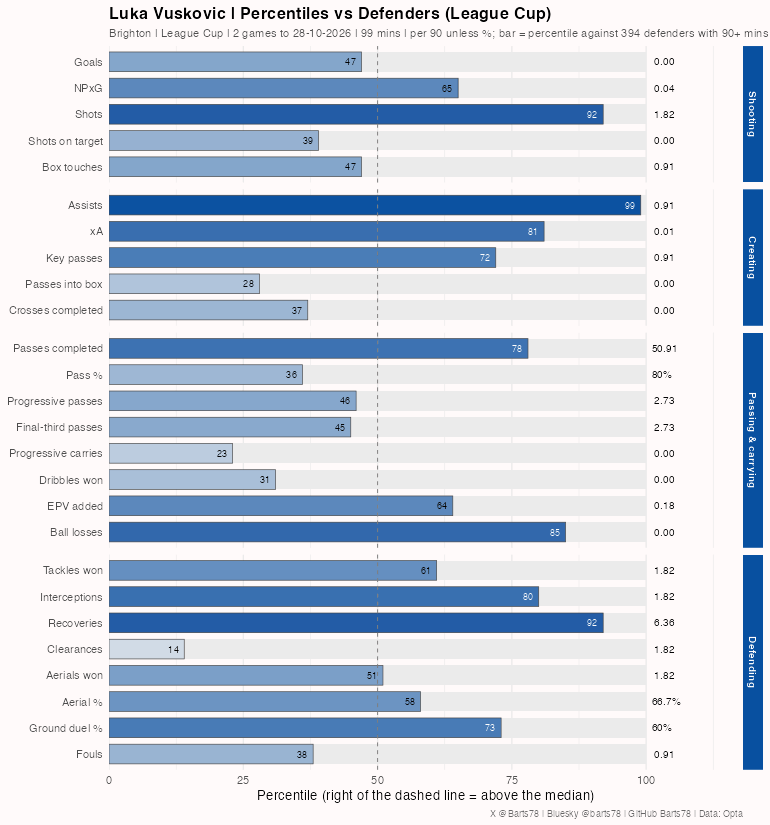 Luka Vuskovic | Percentiles vs Defenders (League Cup)
Brighton | League Cup | 2 games to 28-10-2026 | 99 mins | per 90 unless %; bar = percentile against 394 defenders with 90+ mins
Goals 47 0.00
NPxG 65 0.04
Shots 92 1.82
Shots on target 39 0.00
Box touches 47 0.91
Shooting
Assists 99 0.91
xA 81 0.01
Key passes 72 0.91
Passes into box 28 0.00
Crosses completed 37 0.00
Creating
Passes completed 78 50.91
Pass % 36 80%
Progressive passes 46 2.73
Final-third passes 45 2.73
Progressive carries 23 0.00
Dribbles won 31 0.00
EPV added 64 0.18
Ball losses 85 0.00
Passing & carrying
Tackles won 61 1.82
Interceptions 80 1.82
Recoveries 92 6.36
Clearances 14 1.82
Aerials won 51 1.82
Aerial % 58 66.7%
Ground duel % 73 60%
Fouls 38 0.91
Defending
0 25 50 75 100
Percentile (right of the dashed line = above the median)
X @Barts78 | Bluesky @barts78 | GitHub Barts78 | Data: Opta